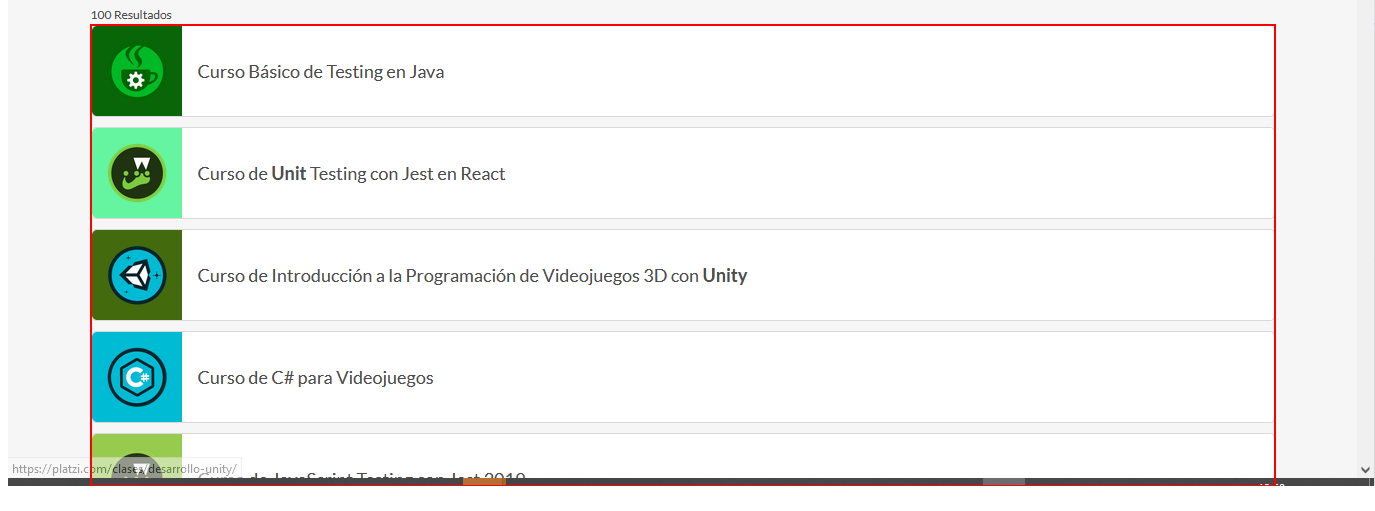 100 Resultados
Curso Básico de Testing en Java
Curso de Unit Testing con Jest en React
Curso de Introducción a la Programación de Videojuegos 3D con Unity
C#
Curso de C# para Videojuegos
Curso de JavaScript Testing con Jest 2019
https://platzi.com/clases/desarrollo-unity/